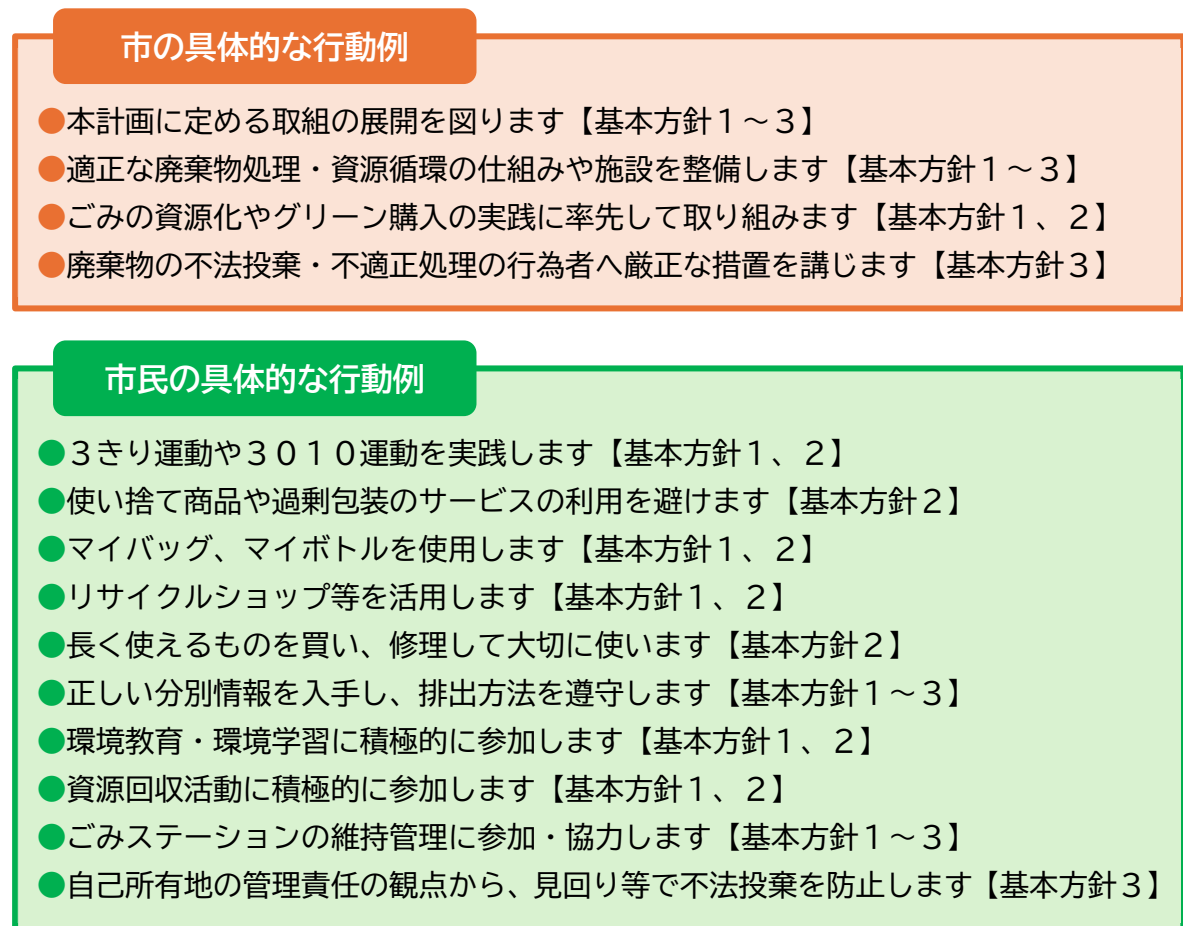 市の具体的な行動例
●本計画に定める取組の展開を図ります【基本方針１～３】
●適正な廃棄物処理・資源循環の仕組みや施設を整備します【基本方針１～３】
●ごみの資源化やグリーン購入の実践に率先して取り組みます【基本方針１、２】
●廃棄物の不法投棄・不適正処理の行為者へ厳正な措置を講じます【基本方針３】
市民の具体的な行動例
●３きり運動や３０１０運動を実践します【基本方針１、２】
●使い捨て商品や過剰包装のサービスの利用を避けます【基本方針２】
●マイバッグ、マイボトルを使用します【基本方針１、２】
●リサイクルショップ等を活用します【基本方針１、２】
●長く使えるものを買い、修理して大切に使います【基本方針２】
●正しい分別情報を入手し、排出方法を遵守します【基本方針１～３】
●環境教育・環境学習に積極的に参加します【基本方針１、２】
●資源回収活動に積極的に参加します【基本方針１、２】
●ごみステーションの維持管理に参加・協力します【基本方針１～３】
●自己所有地の管理責任の観点から、見回り等で不法投棄を防止します【基本方針３】